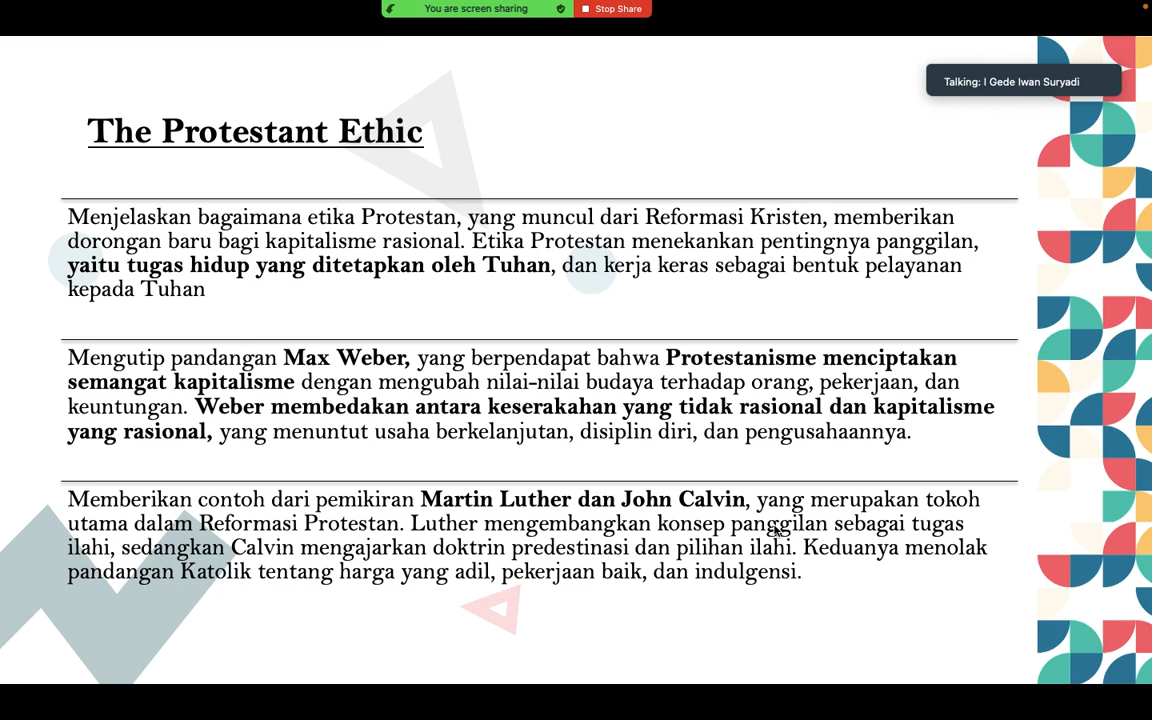 You are screen sharing
Stop Share
Talking: I Gede Iwan Suryadi
The Protestant Ethic
Menjelaskan bagaimana etika Protestan, yang muncul dari Reformasi Kristen, memberikan
dorongan baru bagi kapitalisme rasional. Etika Protestan menekankan pentingnya panggilan,
yaitu tugas hidup yang ditetapkan oleh Tuhan, dan kerja keras sebagai bentuk pelayanan
kepada Tuhan
Mengutip pandangan Max Weber, yang berpendapat bahwa Protestanisme menciptakan
semangat kapitalisme dengan mengubah nilai-nilai budaya terhadap orang, pekerjaan, dan
keuntungan. Weber membedakan antara keserakahan yang tidak rasional dan kapitalisme
yang rasional, yang menuntut usaha berkelanjutan, disiplin diri, dan pengusahaannya.
Memberikan contoh dari pemikiran Martin Luther dan John Calvin, yang merupakan tokoh
utama dalam Reformasi Protestan. Luther mengembangkan konsep panggilan sebagai tugas
ilahi, sedangkan Calvin mengajarkan doktrin predestinasi dan pilihan ilahi. Keduanya menolak
pandangan Katolik tentang harga yang adil, pekerjaan baik, dan indulgensi.